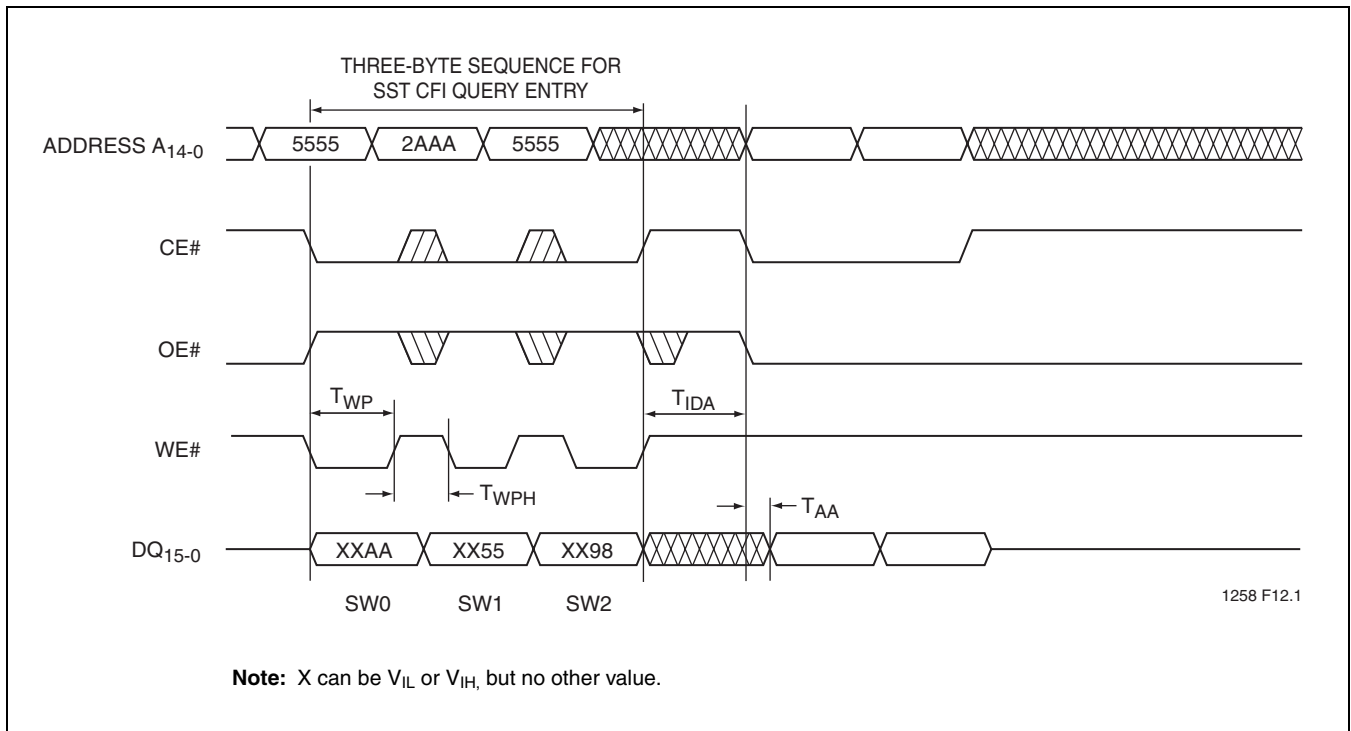 THREE-BYTE SEQUENCE FOR
SST CFI QUERY ENTRY
ADDRESS A14-0
5555 2AAA 5555
CE#
OE#
TWP TIDA
WE#
TWPH
TAA
DQ15-0
XXAA XX55 XX98
SW0 SW1 SW2
1258 F12.1
Note: X can be VIL or VIH, but no other value.